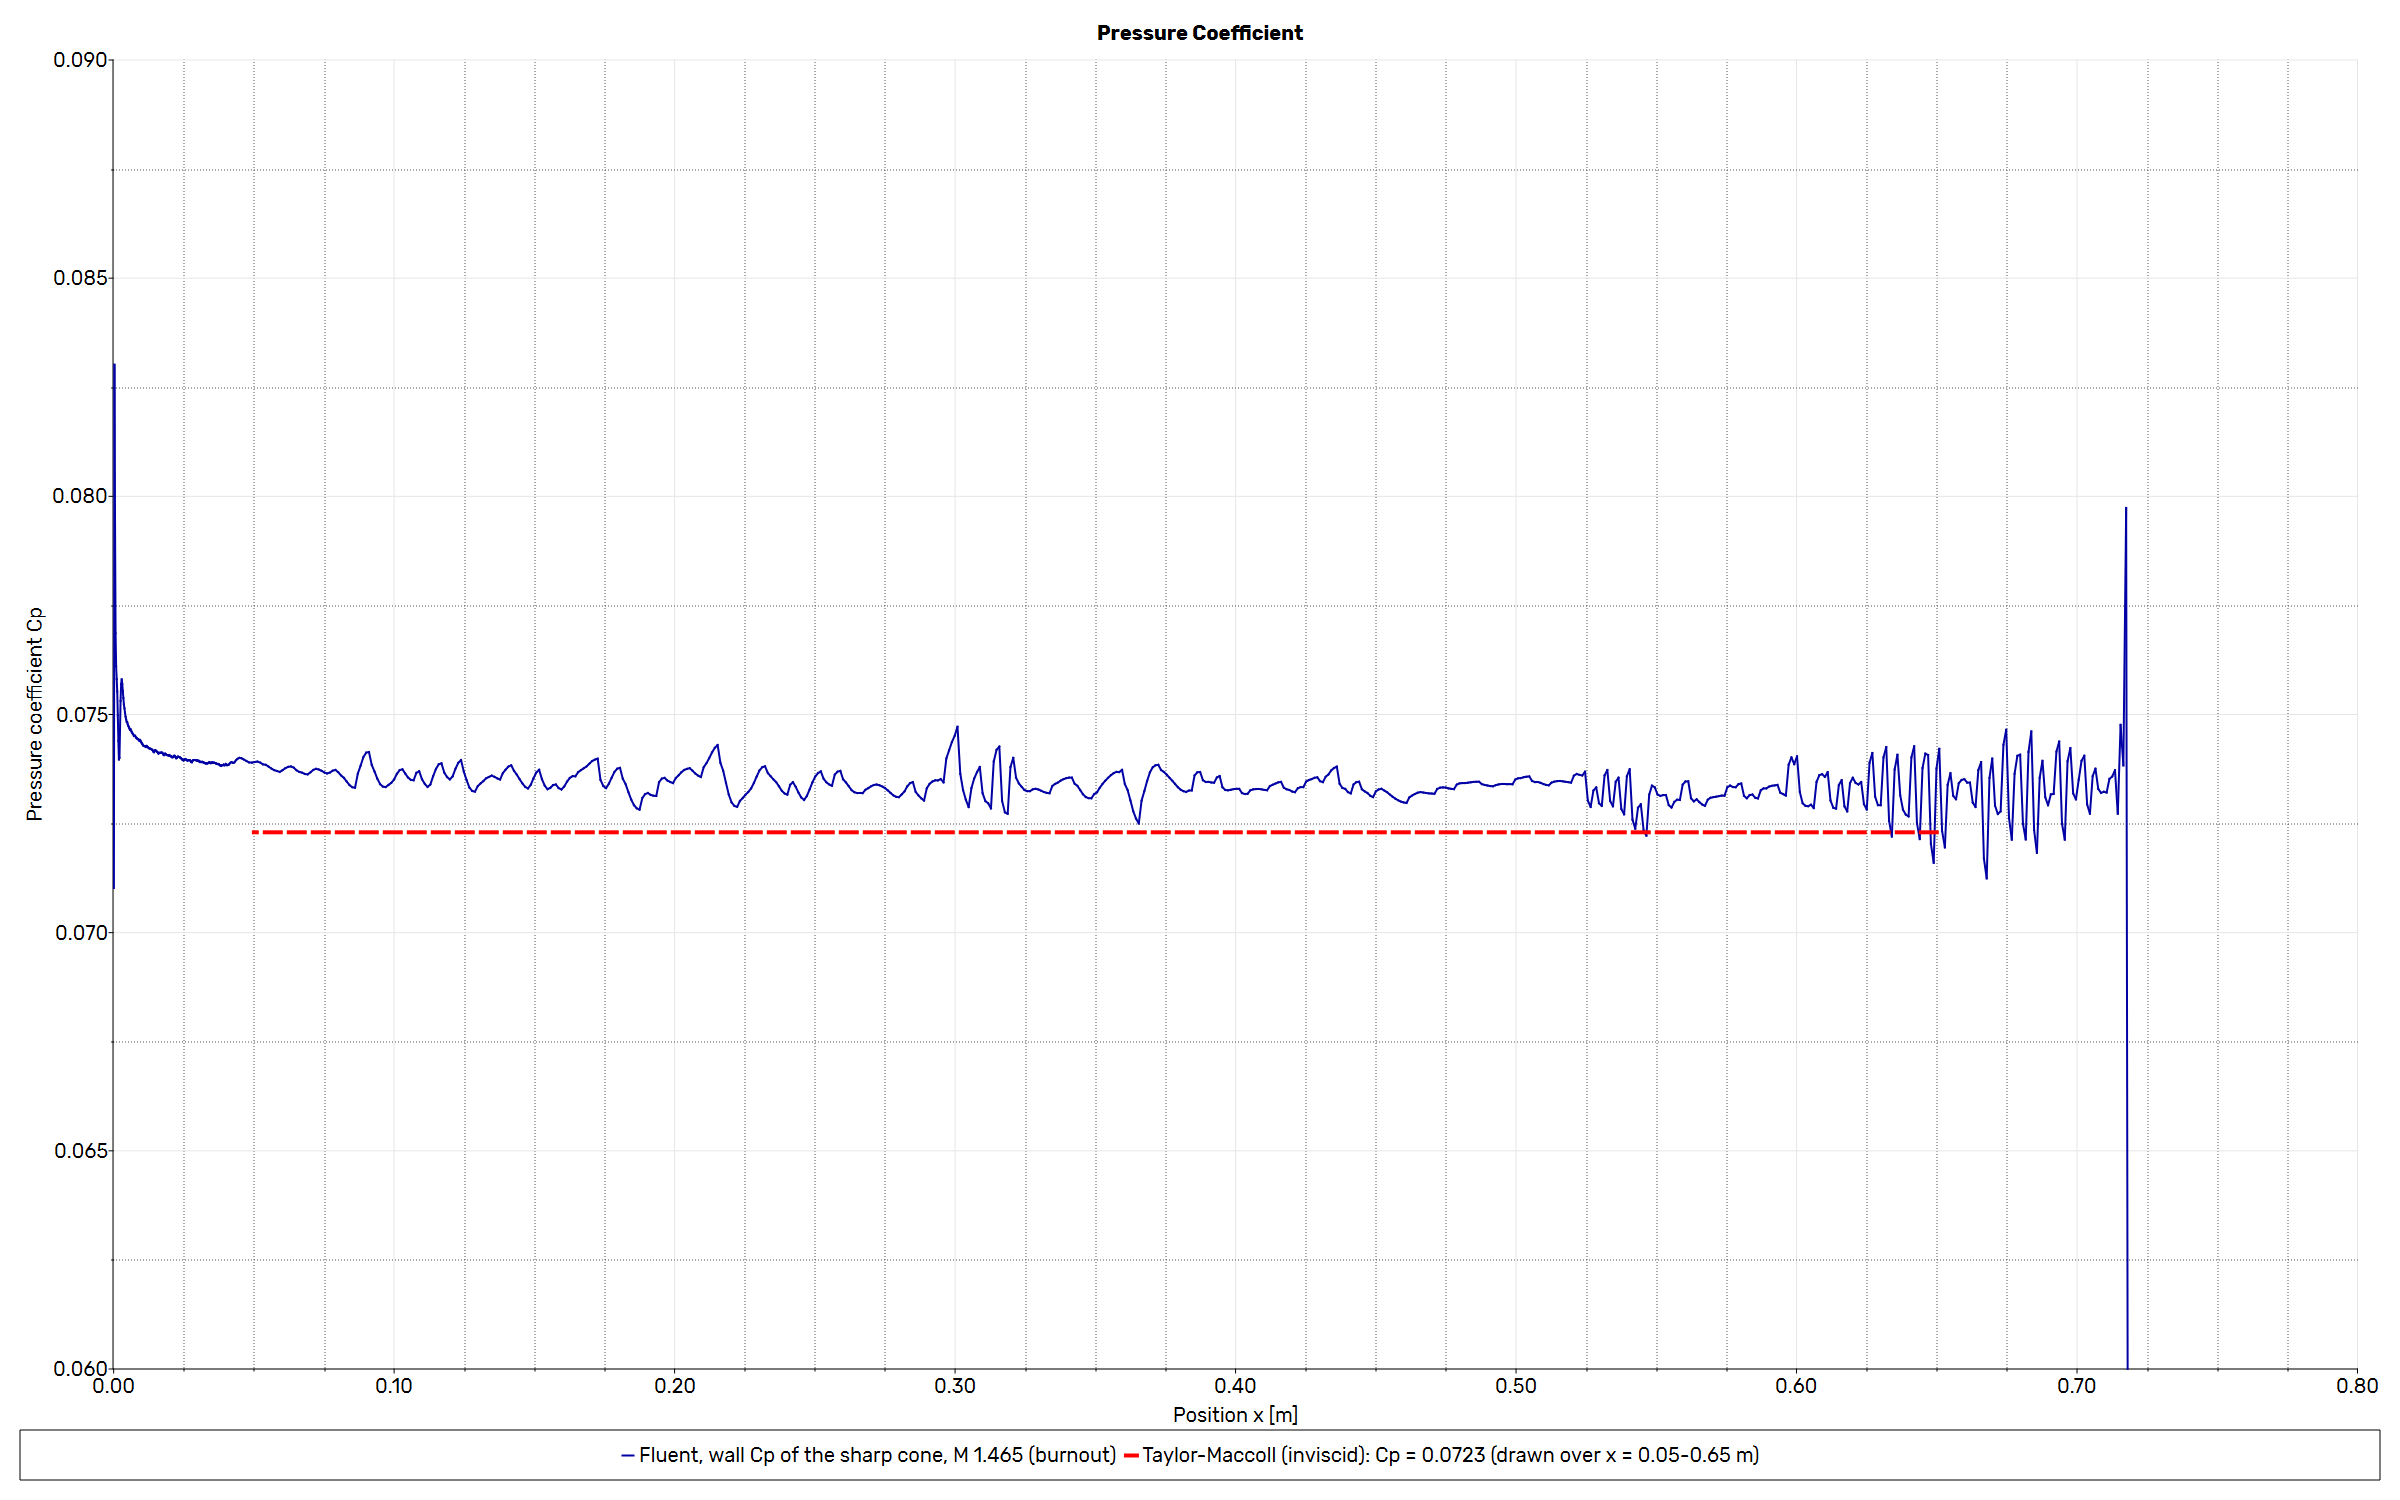 Pressure Coefficient
0.090
0.085
0.080
0.075
0.070
0.065
0.060
Pressure coefficient Cp
0.00 0.10 0.20 0.30 0.40 0.50 0.60 0.70 0.80
Position x [m]
Fluent, wall Cp of the sharp cone, M 1.465 (burnout) Taylor-Maccoll (inviscid): Cp = 0.0723 (drawn over x = 0.05-0.65 m)